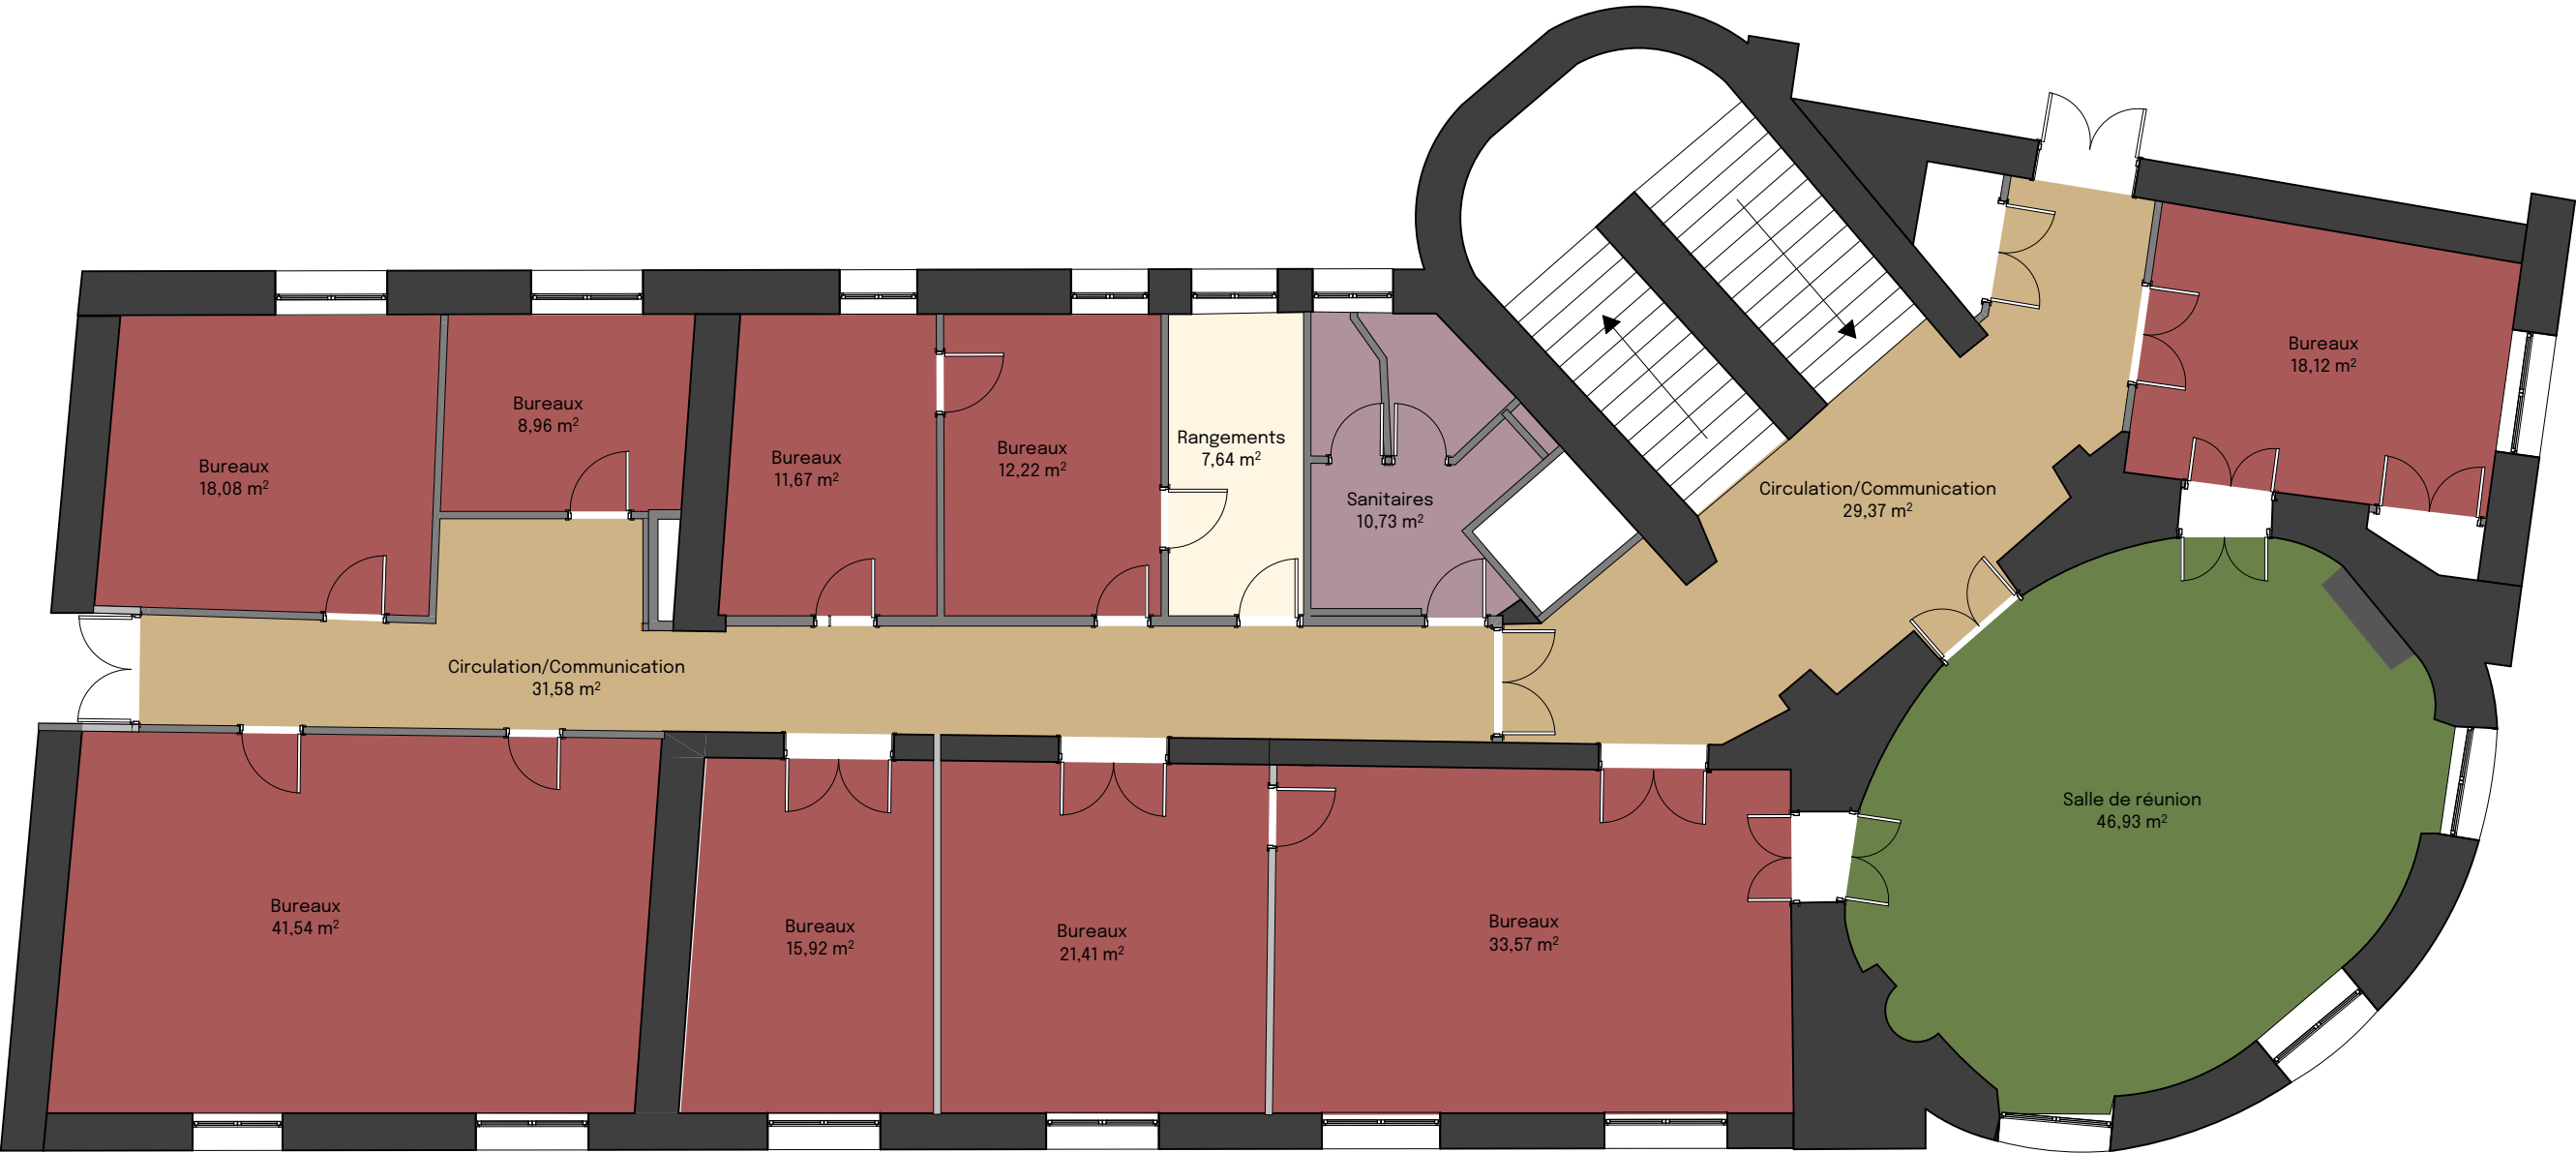 Bureaux
18,12 m²
Bureaux
8,96 m²
Bureaux
18,08 m²
Bureaux
11,67 m²
Bureaux
12,22 m²
Rangements
7,64 m²
Sanitaires
10,73 m²
Circulation/Communication
29,37 m²
Circulation/Communication
31,58 m²
Salle de réunion
46,93 m²
Bureaux
41,54 m²
Bureaux
15,92 m²
Bureaux
21,41 m²
Bureaux
33,57 m²